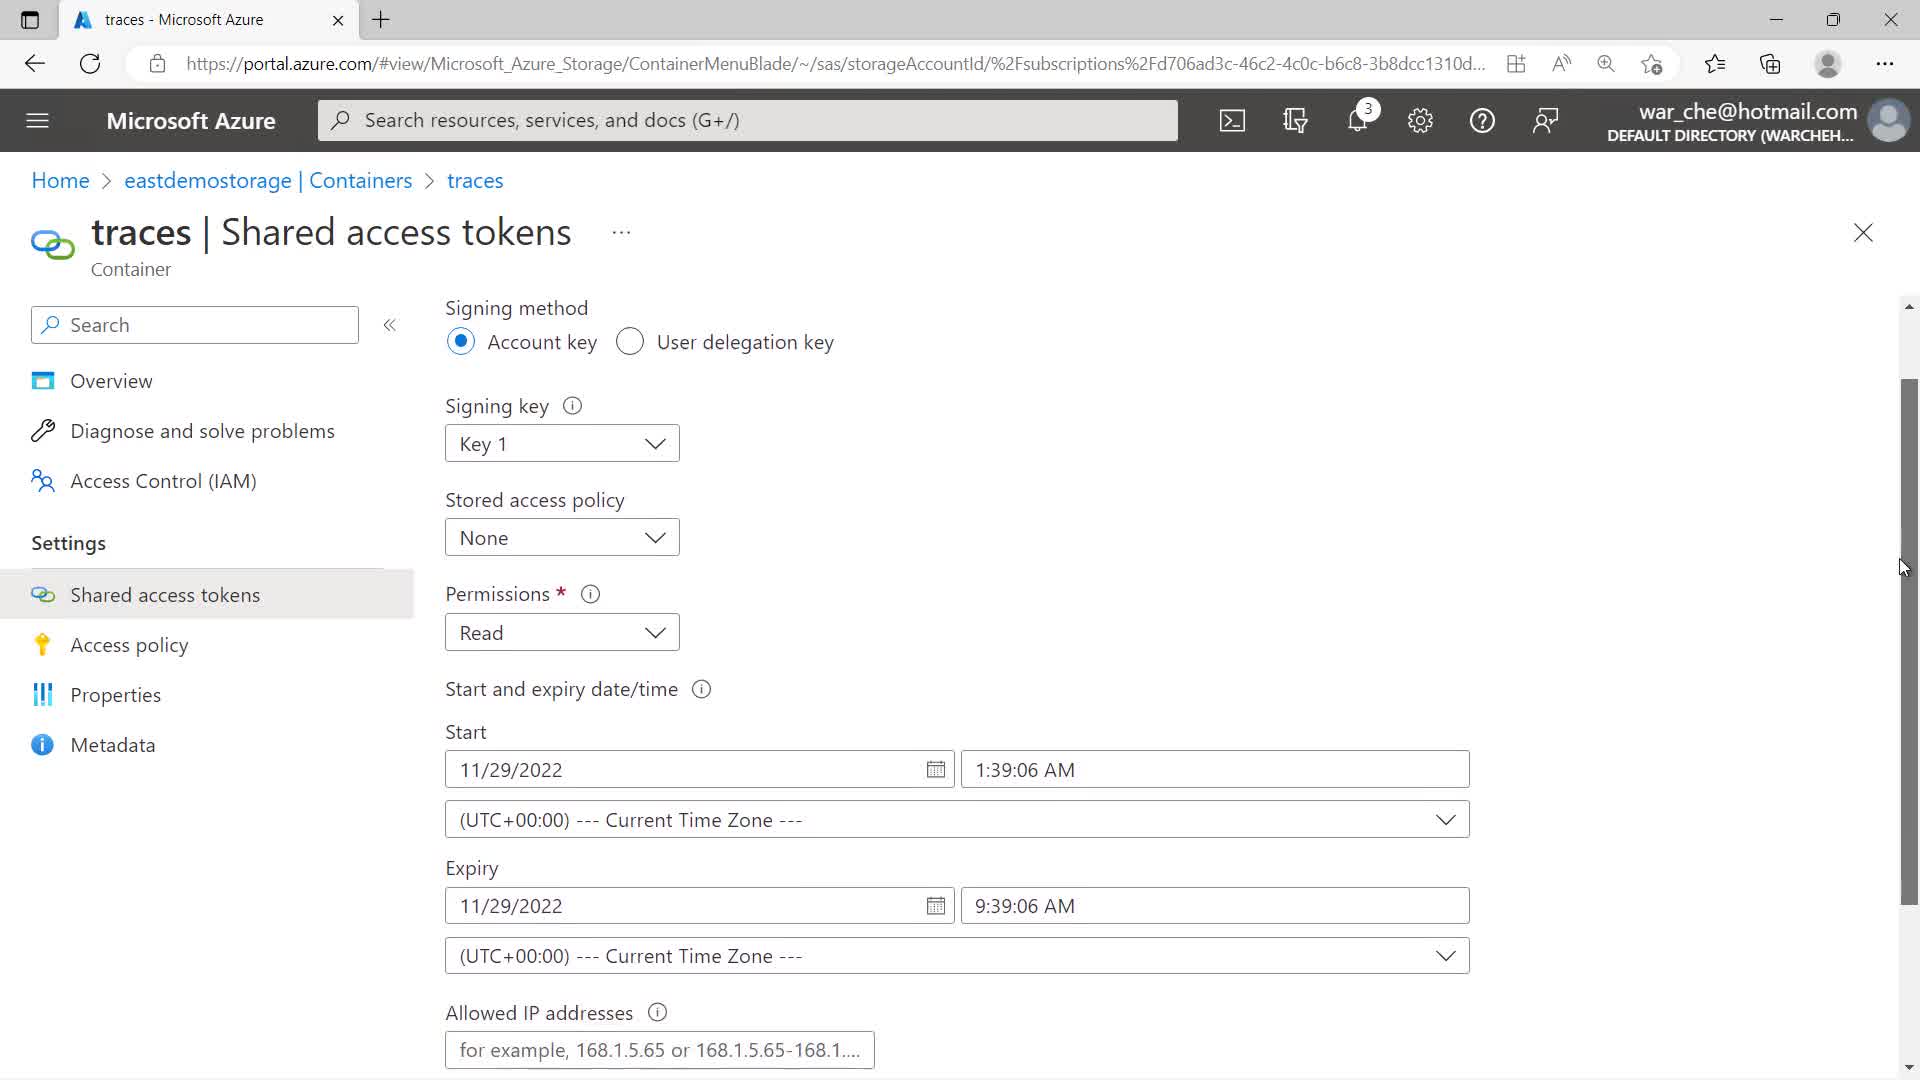 traces - Microsoft Azure
https://portal.azure.com/#view/Microsoft_Azure_Storage/ContainerMenuBlade/~/sas/storageAccountId/%2Fsubscriptions%2Fd706ad3c-46c2-4c0c-b6c8-3b8dcc1310d...
Microsoft Azure
Search resources, services, and docs (G+/)
3
war_che@hotmail.com
DEFAULT DIRECTORY (WARCHEH...
Home > eastdemostorage | Containers > traces
traces | Shared access tokens ...
Container
Search
Overview
Diagnose and solve problems
Access Control (IAM)
Settings
Shared access tokens
Access policy
Properties
Metadata
Signing method
Account key User delegation key
Signing key
Key 1
Stored access policy
None
Permissions *
Read
Start and expiry date/time
Start
11/29/2022 1:39:06 AM
(UTC+00:00) --- Current Time Zone ---
Expiry
11/29/2022 9:39:06 AM
(UTC+00:00) --- Current Time Zone ---
Allowed IP addresses
for example, 168.1.5.65 or 168.1.5.65-168.1....